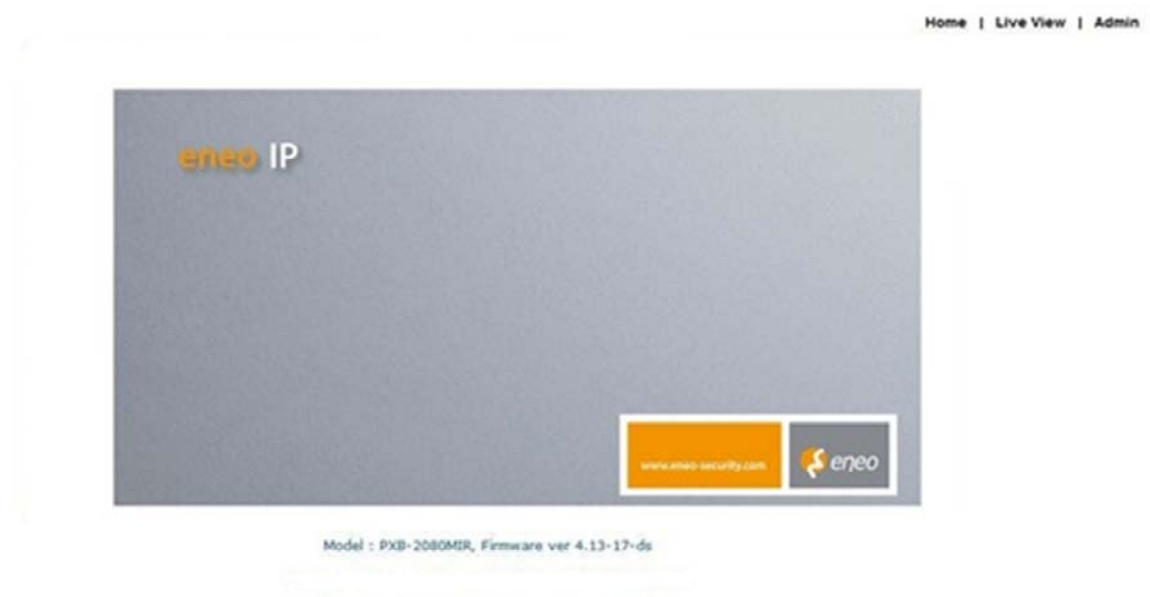 Home | Live View | Admin
eneo IP
www.eneo-security.com
eneo
Model : PXB-2080MIR, Firmware ver 4.13-17-ds